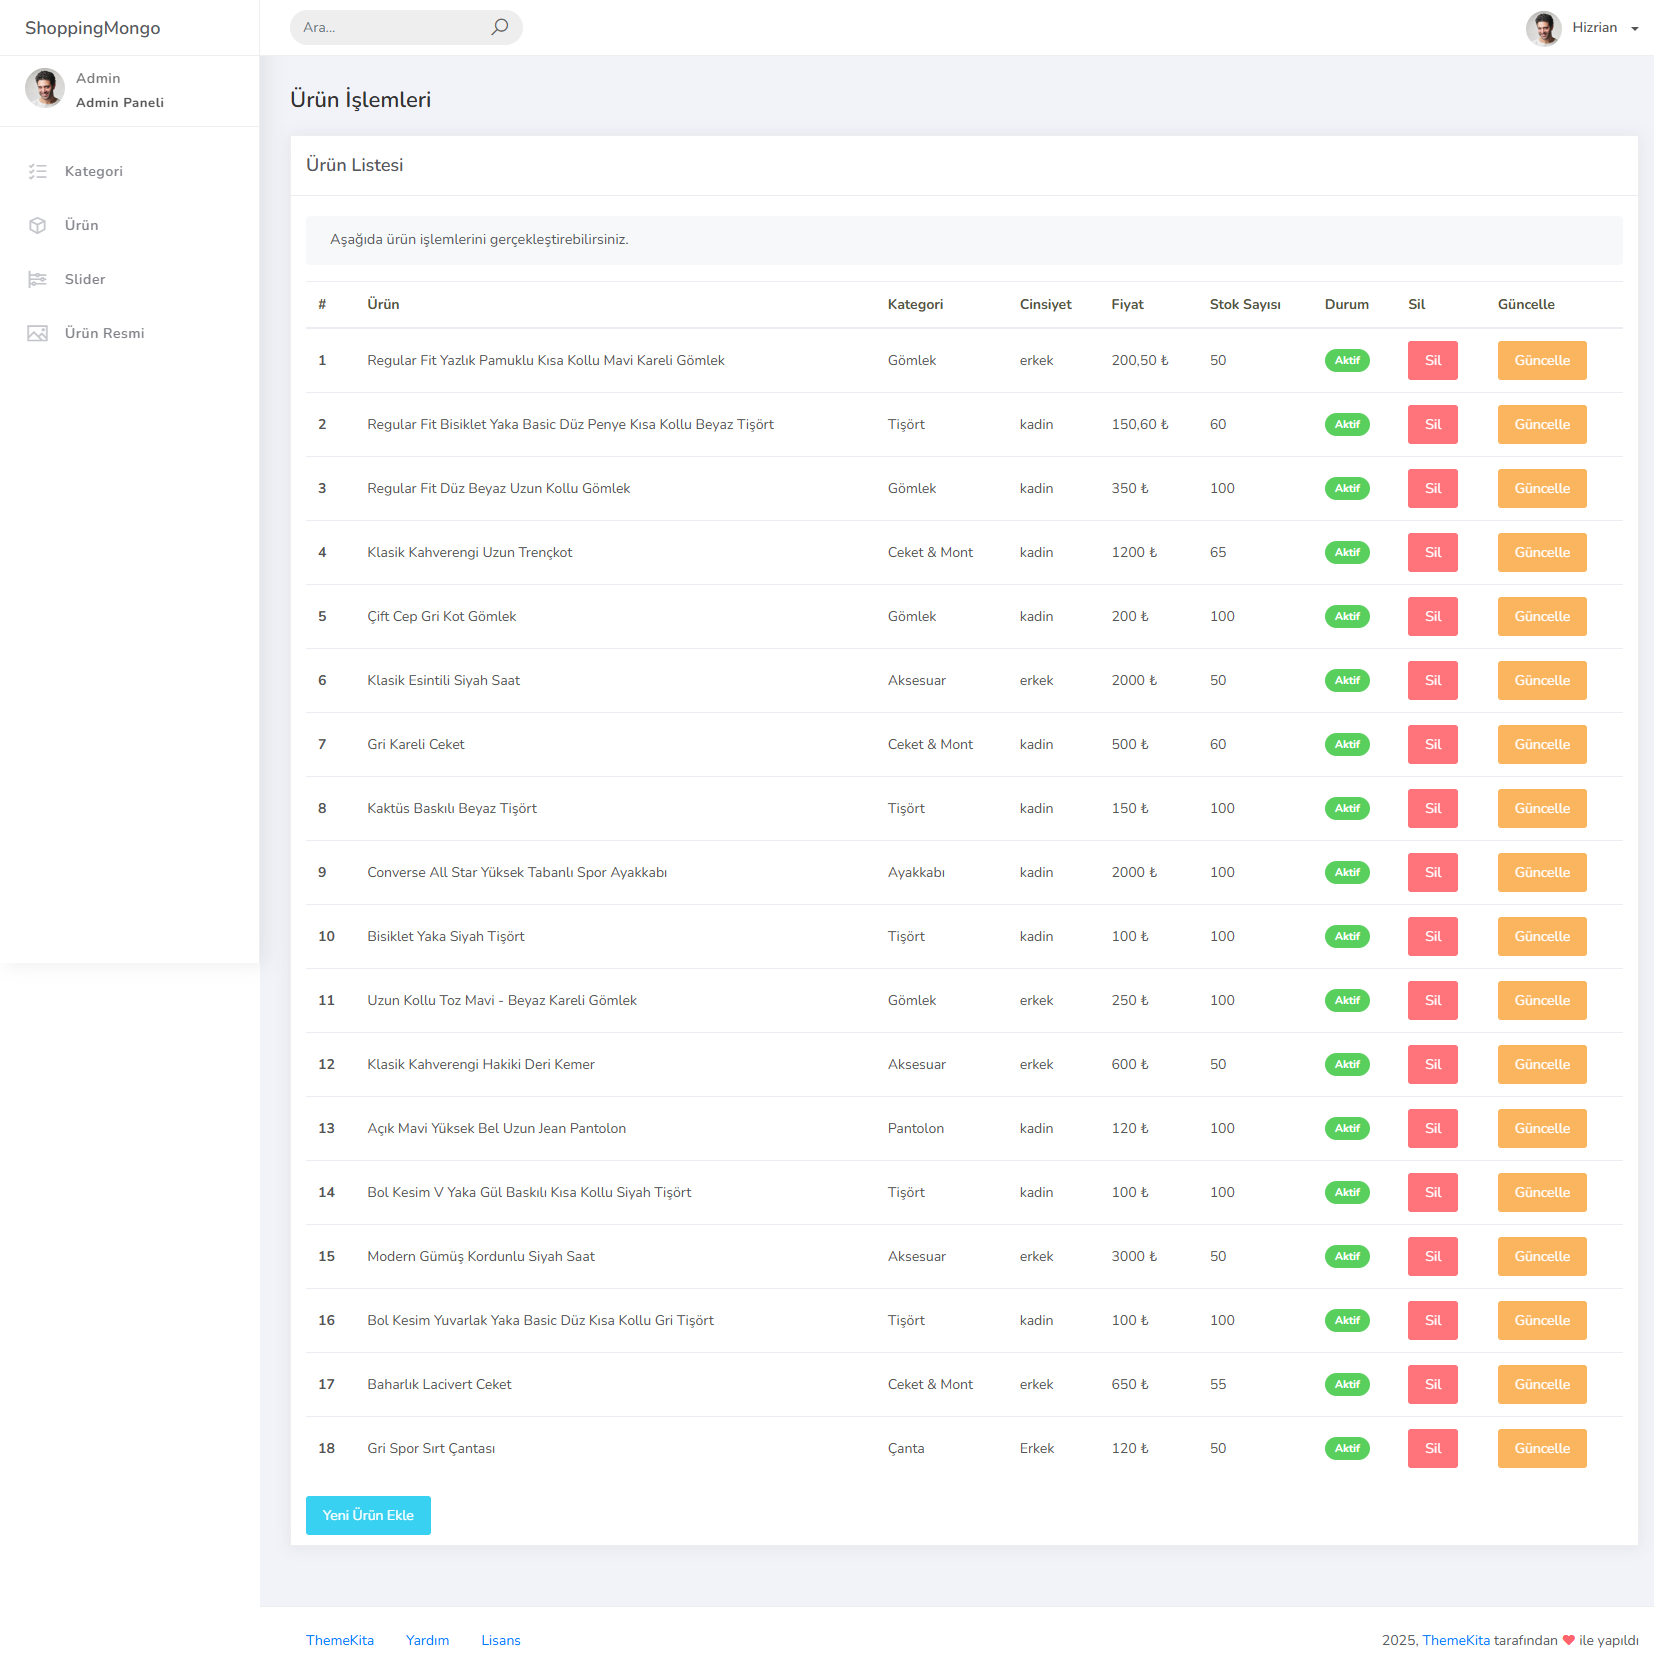 ShoppingMongo
Ara...
Hizrian
Admin
Admin Paneli
Kategori
Ürün
Slider
Ürün Resmi
Ürün İşlemleri
Ürün Listesi
Aşağıda ürün işlemlerini gerçekleştirebilirsiniz.
# Ürün Kategori Cinsiyet Fiyat Stok Sayısı Durum Sil Güncelle
1 Regular Fit Yazlık Pamuklu Kısa Kollu Mavi Kareli Gömlek Gömlek erkek 200,50 ₺ 50 Aktif Sil Güncelle
2 Regular Fit Bisiklet Yaka Basic Düz Penye Kısa Kollu Beyaz Tişört Tişört kadin 150,60 ₺ 60 Aktif Sil Güncelle
3 Regular Fit Düz Beyaz Uzun Kollu Gömlek Gömlek kadin 350 ₺ 100 Aktif Sil Güncelle
4 Klasik Kahverengi Uzun Trençkot Ceket & Mont kadin 1200 ₺ 65 Aktif Sil Güncelle
5 Çift Cep Gri Kot Gömlek Gömlek kadin 200 ₺ 100 Aktif Sil Güncelle
6 Klasik Esintili Siyah Saat Aksesuar erkek 2000 ₺ 50 Aktif Sil Güncelle
7 Gri Kareli Ceket Ceket & Mont kadin 500 ₺ 60 Aktif Sil Güncelle
8 Kaktüs Baskılı Beyaz Tişört Tişört kadin 150 ₺ 100 Aktif Sil Güncelle
9 Converse All Star Yüksek Tabanlı Spor Ayakkabı Ayakkabı kadin 2000 ₺ 100 Aktif Sil Güncelle
10 Bisiklet Yaka Siyah Tişört Tişört kadin 100 ₺ 100 Aktif Sil Güncelle
11 Uzun Kollu Toz Mavi - Beyaz Kareli Gömlek Gömlek erkek 250 ₺ 100 Aktif Sil Güncelle
12 Klasik Kahverengi Hakiki Deri Kemer Aksesuar erkek 600 ₺ 50 Aktif Sil Güncelle
13 Açık Mavi Yüksek Bel Uzun Jean Pantolon Pantolon kadin 120 ₺ 100 Aktif Sil Güncelle
14 Bol Kesim V Yaka Gül Baskılı Kısa Kollu Siyah Tişört Tişört kadin 100 ₺ 100 Aktif Sil Güncelle
15 Modern Gümüş Kordunlu Siyah Saat Aksesuar erkek 3000 ₺ 50 Aktif Sil Güncelle
16 Bol Kesim Yuvarlak Yaka Basic Düz Kısa Kollu Gri Tişört Tişört kadin 100 ₺ 100 Aktif Sil Güncelle
17 Baharlık Lacivert Ceket Ceket & Mont erkek 650 ₺ 55 Aktif Sil Güncelle
18 Gri Spor Sırt Çantası Çanta Erkek 120 ₺ 50 Aktif Sil Güncelle
Yeni Ürün Ekle
ThemeKita Yardım Lisans
2025, ThemeKita tarafından ❤ ile yapıldı